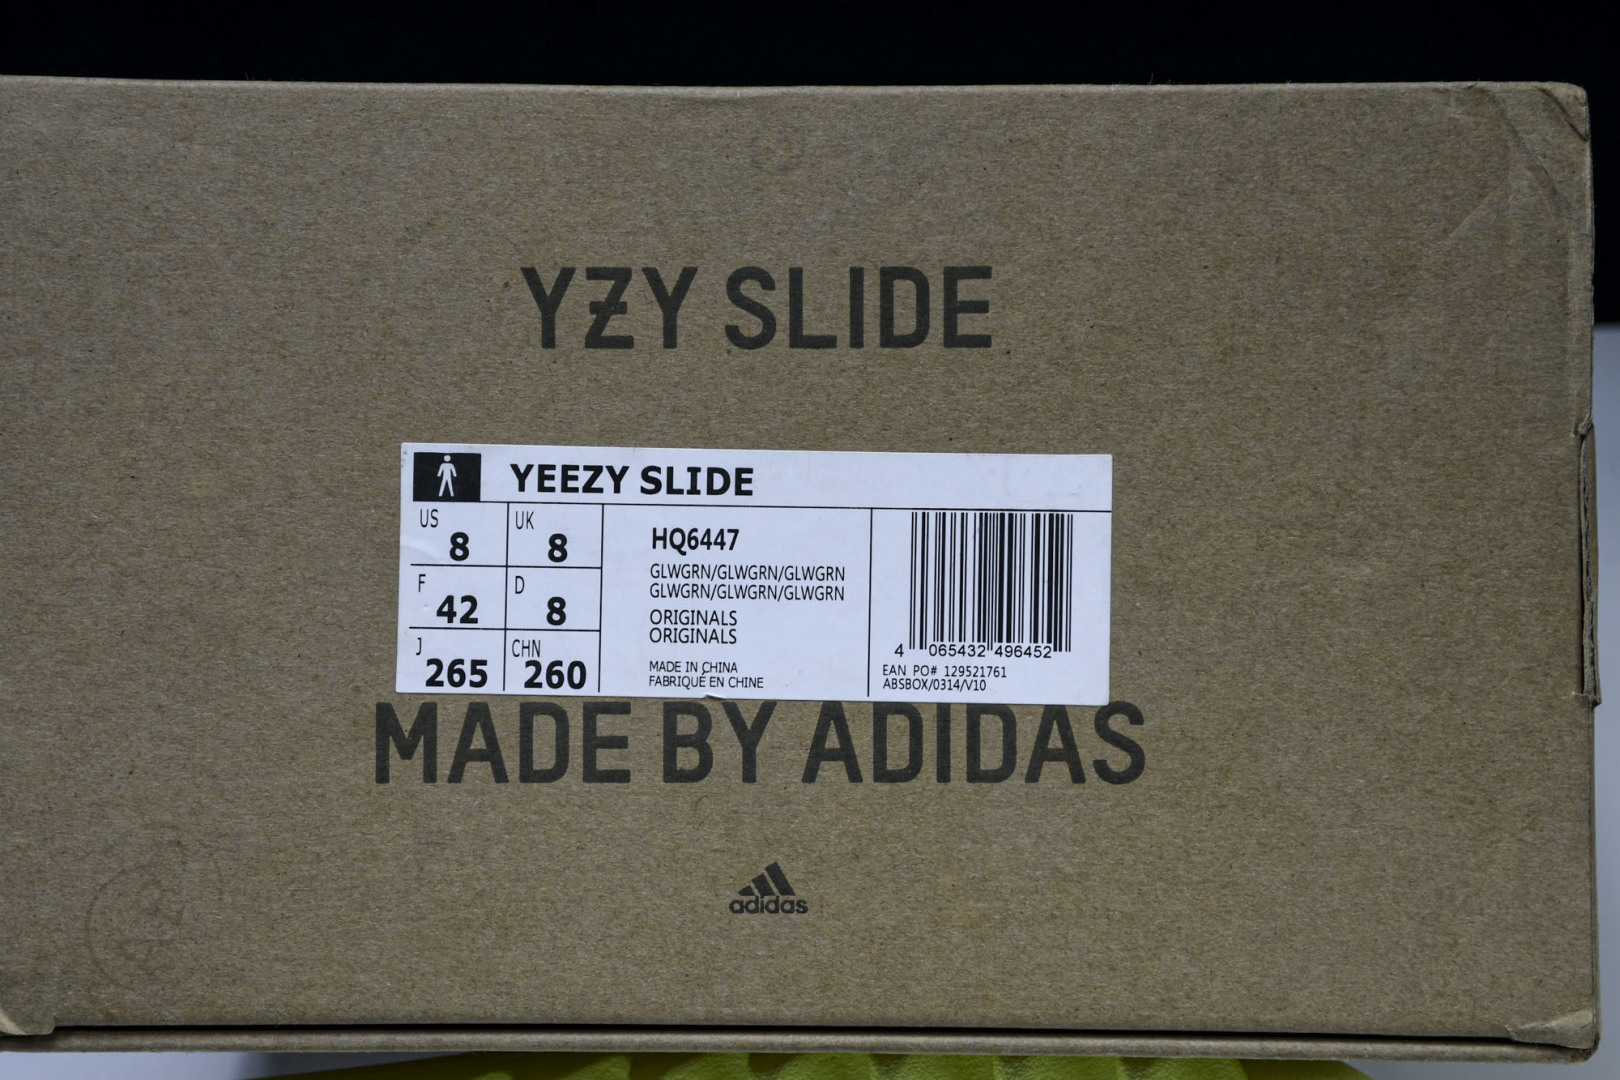 YZY SLIDE
YEEZY SLIDE
US 8 UK 8
F 42 D 8
J 265 CHN 260
HQ6447
GLWGRN/GLWGRN/GLWGRN
GLWGRN/GLWGRN/GLWGRN
ORIGINALS
ORIGINALS
MADE IN CHINA
FABRIQUÉ EN CHINE
4 065432 496452
EAN PO# 129521761
ABSBOX/0314/V10
MADE BY ADIDAS
adidas